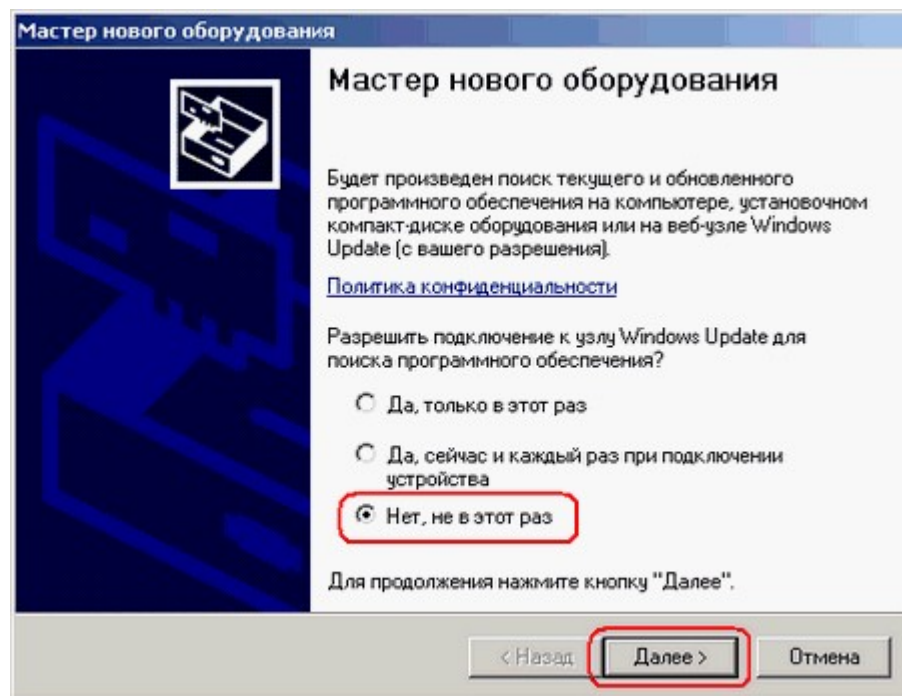 Мастер нового оборудования
Мастер нового оборудования
Будет произведен поиск текущего и обновленного
программного обеспечения на компьютере, установочном
компакт-диске оборудования или на веб-узле Windows
Update (с вашего разрешения).
Политика конфиденциальности
Разрешить подключение к узлу Windows Update для
поиска программного обеспечения?
Да, только в этот раз
Да, сейчас и каждый раз при подключении
устройства
Нет, не в этот раз
Для продолжения нажмите кнопку "Далее".
< Назад Далее > Отмена